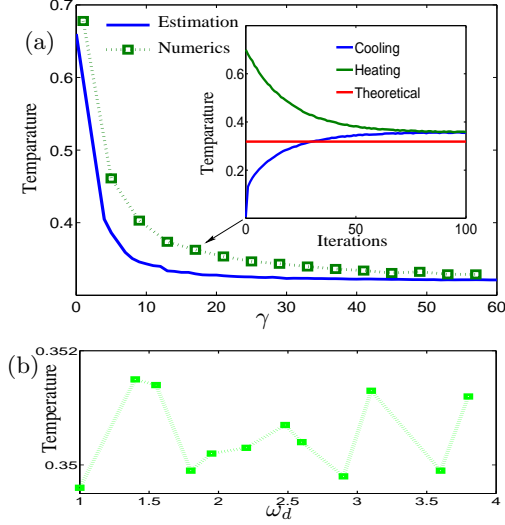 (a)
Estimation
Numerics
Temparature
0.7
0.6
0.5
0.4
0 10 20 30 40 50 60
γ
Cooling
Heating
Theoretical
Temparature
0.6
0.4
0.2
0 50 100
Iterations
(b)
Temperature
0.352
0.35
1 1.5 2 2.5 3 3.5 4
ω_d